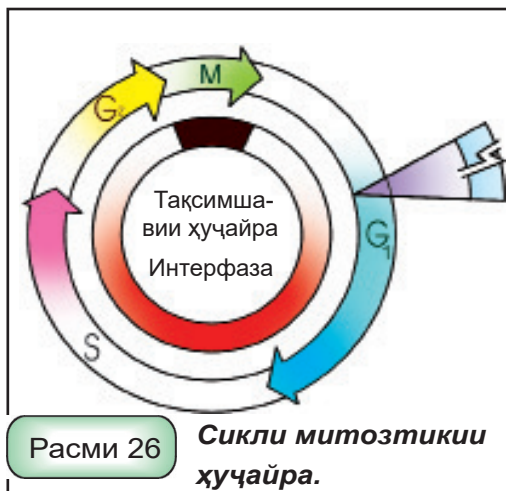 M
G₂
Тақсимша-
вии ҳуҷайра
Интерфаза
G₁
S
Расми 26
Сикли митозтикии
ҳуҷайра.